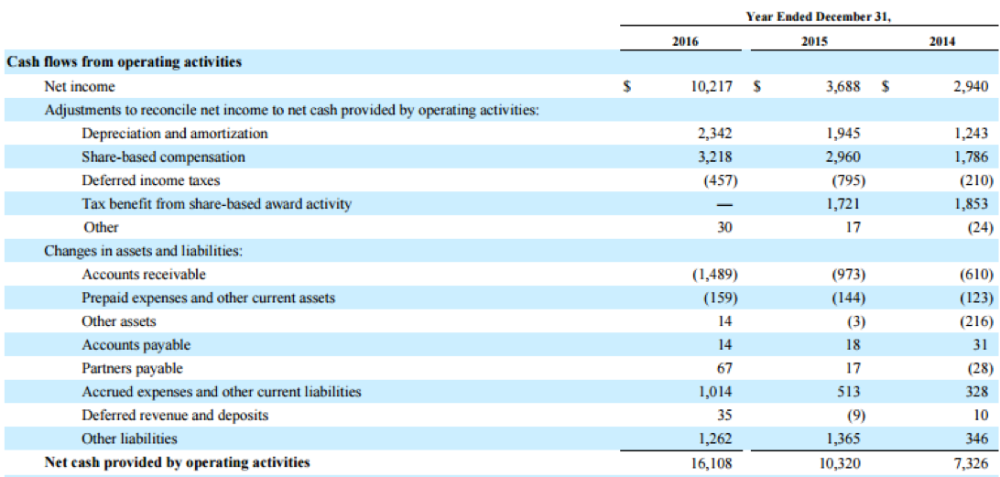 Year Ended December 31,
2016 2015 2014
Cash flows from operating activities
Net income $ 10,217 $ 3,688 $ 2,940
Adjustments to reconcile net income to net cash provided by operating activities:
Depreciation and amortization 2,342 1,945 1,243
Share-based compensation 3,218 2,960 1,786
Deferred income taxes (457) (795) (210)
Tax benefit from share-based award activity — 1,721 1,853
Other 30 17 (24)
Changes in assets and liabilities:
Accounts receivable (1,489) (973) (610)
Prepaid expenses and other current assets (159) (144) (123)
Other assets 14 (3) (216)
Accounts payable 14 18 31
Partners payable 67 17 (28)
Accrued expenses and other current liabilities 1,014 513 328
Deferred revenue and deposits 35 (9) 10
Other liabilities 1,262 1,365 346
Net cash provided by operating activities 16,108 10,320 7,326